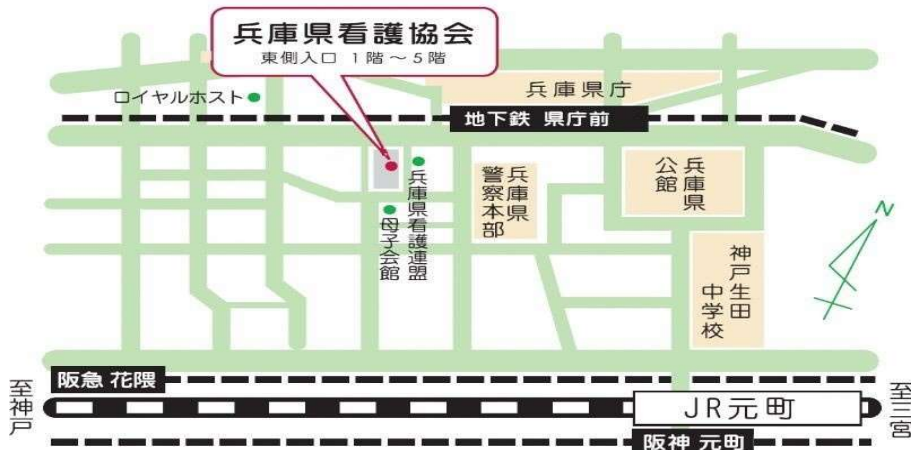 兵庫県看護協会
東側入口 1階～5階
兵庫県庁
ロイヤルホスト
地下鉄 県庁前
兵庫県看護連盟
母子会館
兵庫県
警察本部
兵庫県
公館
N
神戸生田
中学校
阪急 花隈
至神戸
JR元町
至三宮
阪神 元町